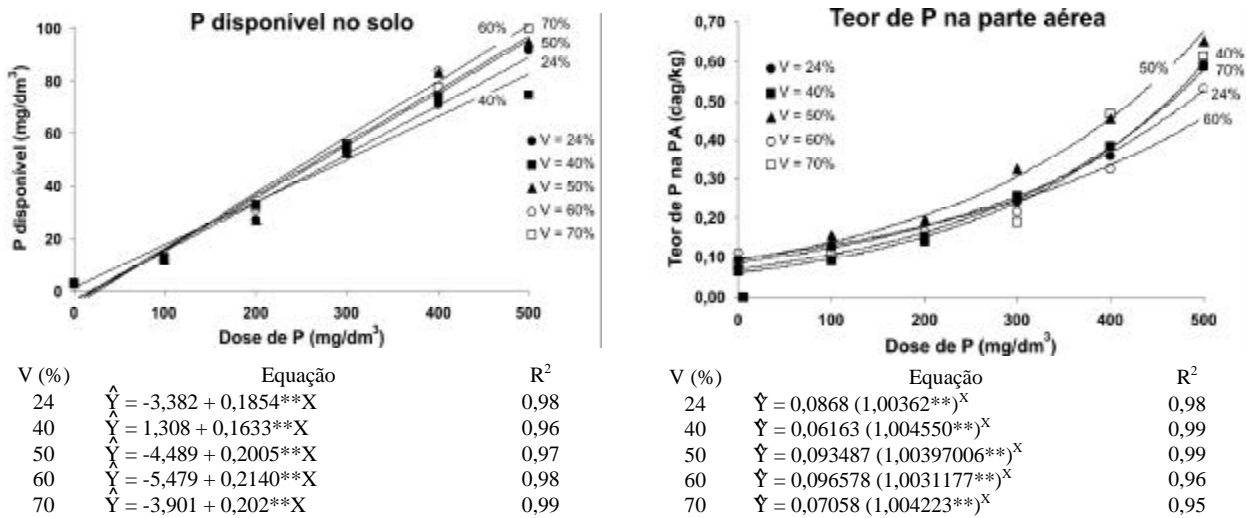 P disponível no solo
P disponível (mg/dm³)
100
80
60
40
20
0
100
200
300
400
500
60%
70%
50%
24%
40%
V = 24%
V = 40%
V = 50%
V = 60%
V = 70%
Dose de P (mg/dm³)
V (%) Equação R²
24 Ŷ = -3,382 + 0,1854**X 0,98
40 Ŷ = 1,308 + 0,1633**X 0,96
50 Ŷ = -4,489 + 0,2005**X 0,97
60 Ŷ = -5,479 + 0,2140**X 0,98
70 Ŷ = -3,901 + 0,202**X 0,99
Teor de P na parte aérea
Teor de P na PA (dag/kg)
0,70
0,60
0,50
0,40
0,30
0,20
0,10
0,00
0
100
200
300
400
500
V = 24%
V = 40%
V = 50%
V = 60%
V = 70%
50%
40%
70%
24%
60%
Dose de P (mg/dm³)
V (%) Equação R²
24 Ŷ = 0,0868 (1,00362**)ˣ 0,98
40 Ŷ = 0,06163 (1,004550**)ˣ 0,99
50 Ŷ = 0,093487 (1,00397006**)ˣ 0,99
60 Ŷ = 0,096578 (1,0031177**)ˣ 0,96
70 Ŷ = 0,07058 (1,004223**)ˣ 0,95